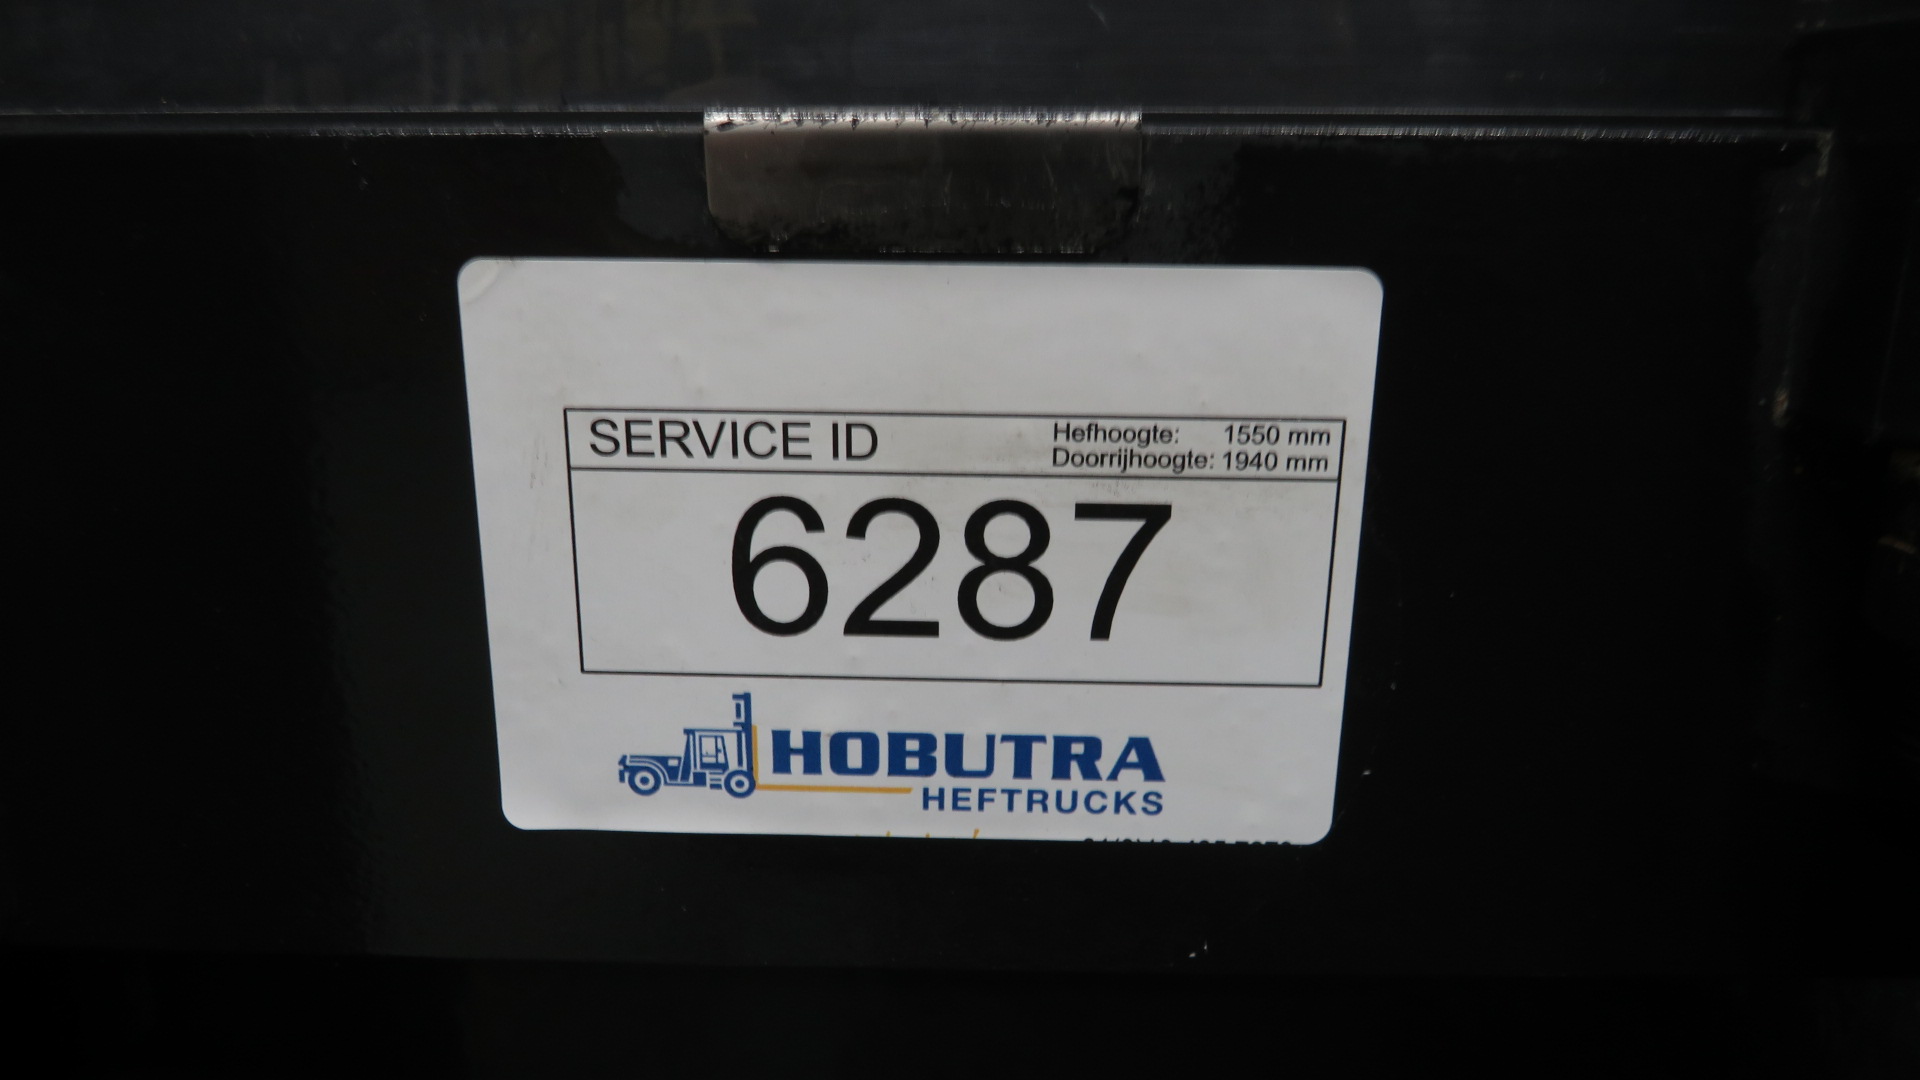 SERVICE ID
Hefhoogte: 1550 mm
Doorrijhoogte: 1940 mm
6287
HOBUTRA
HEFTRUCKS